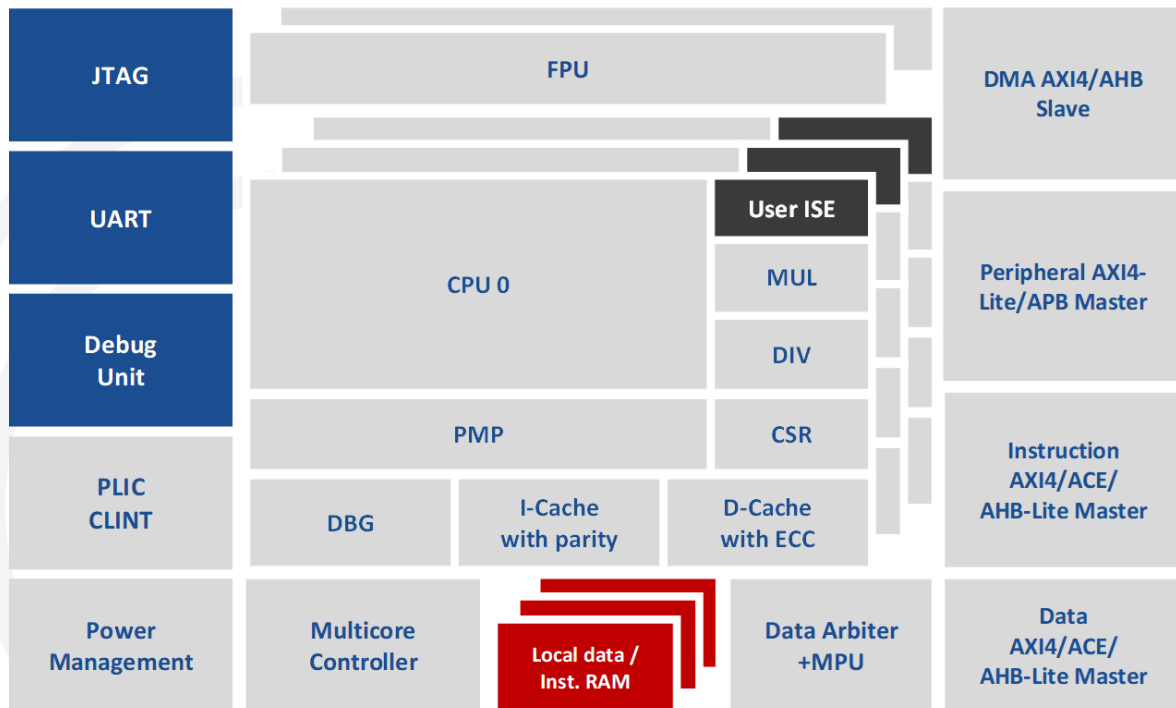 JTAG
FPU
DMA AXI4/AHB
Slave
UART
User ISE
CPU 0
MUL
Peripheral AXI4-
Lite/APB Master
Debug
Unit
DIV
PMP
CSR
Instruction
AXI4/ACE/
AHB-Lite Master
PLIC
CLINT
DBG
I-Cache
with parity
D-Cache
with ECC
Power
Management
Multicore
Controller
Local data /
Inst. RAM
Data Arbiter
+MPU
Data
AXI4/ACE/
AHB-Lite Master